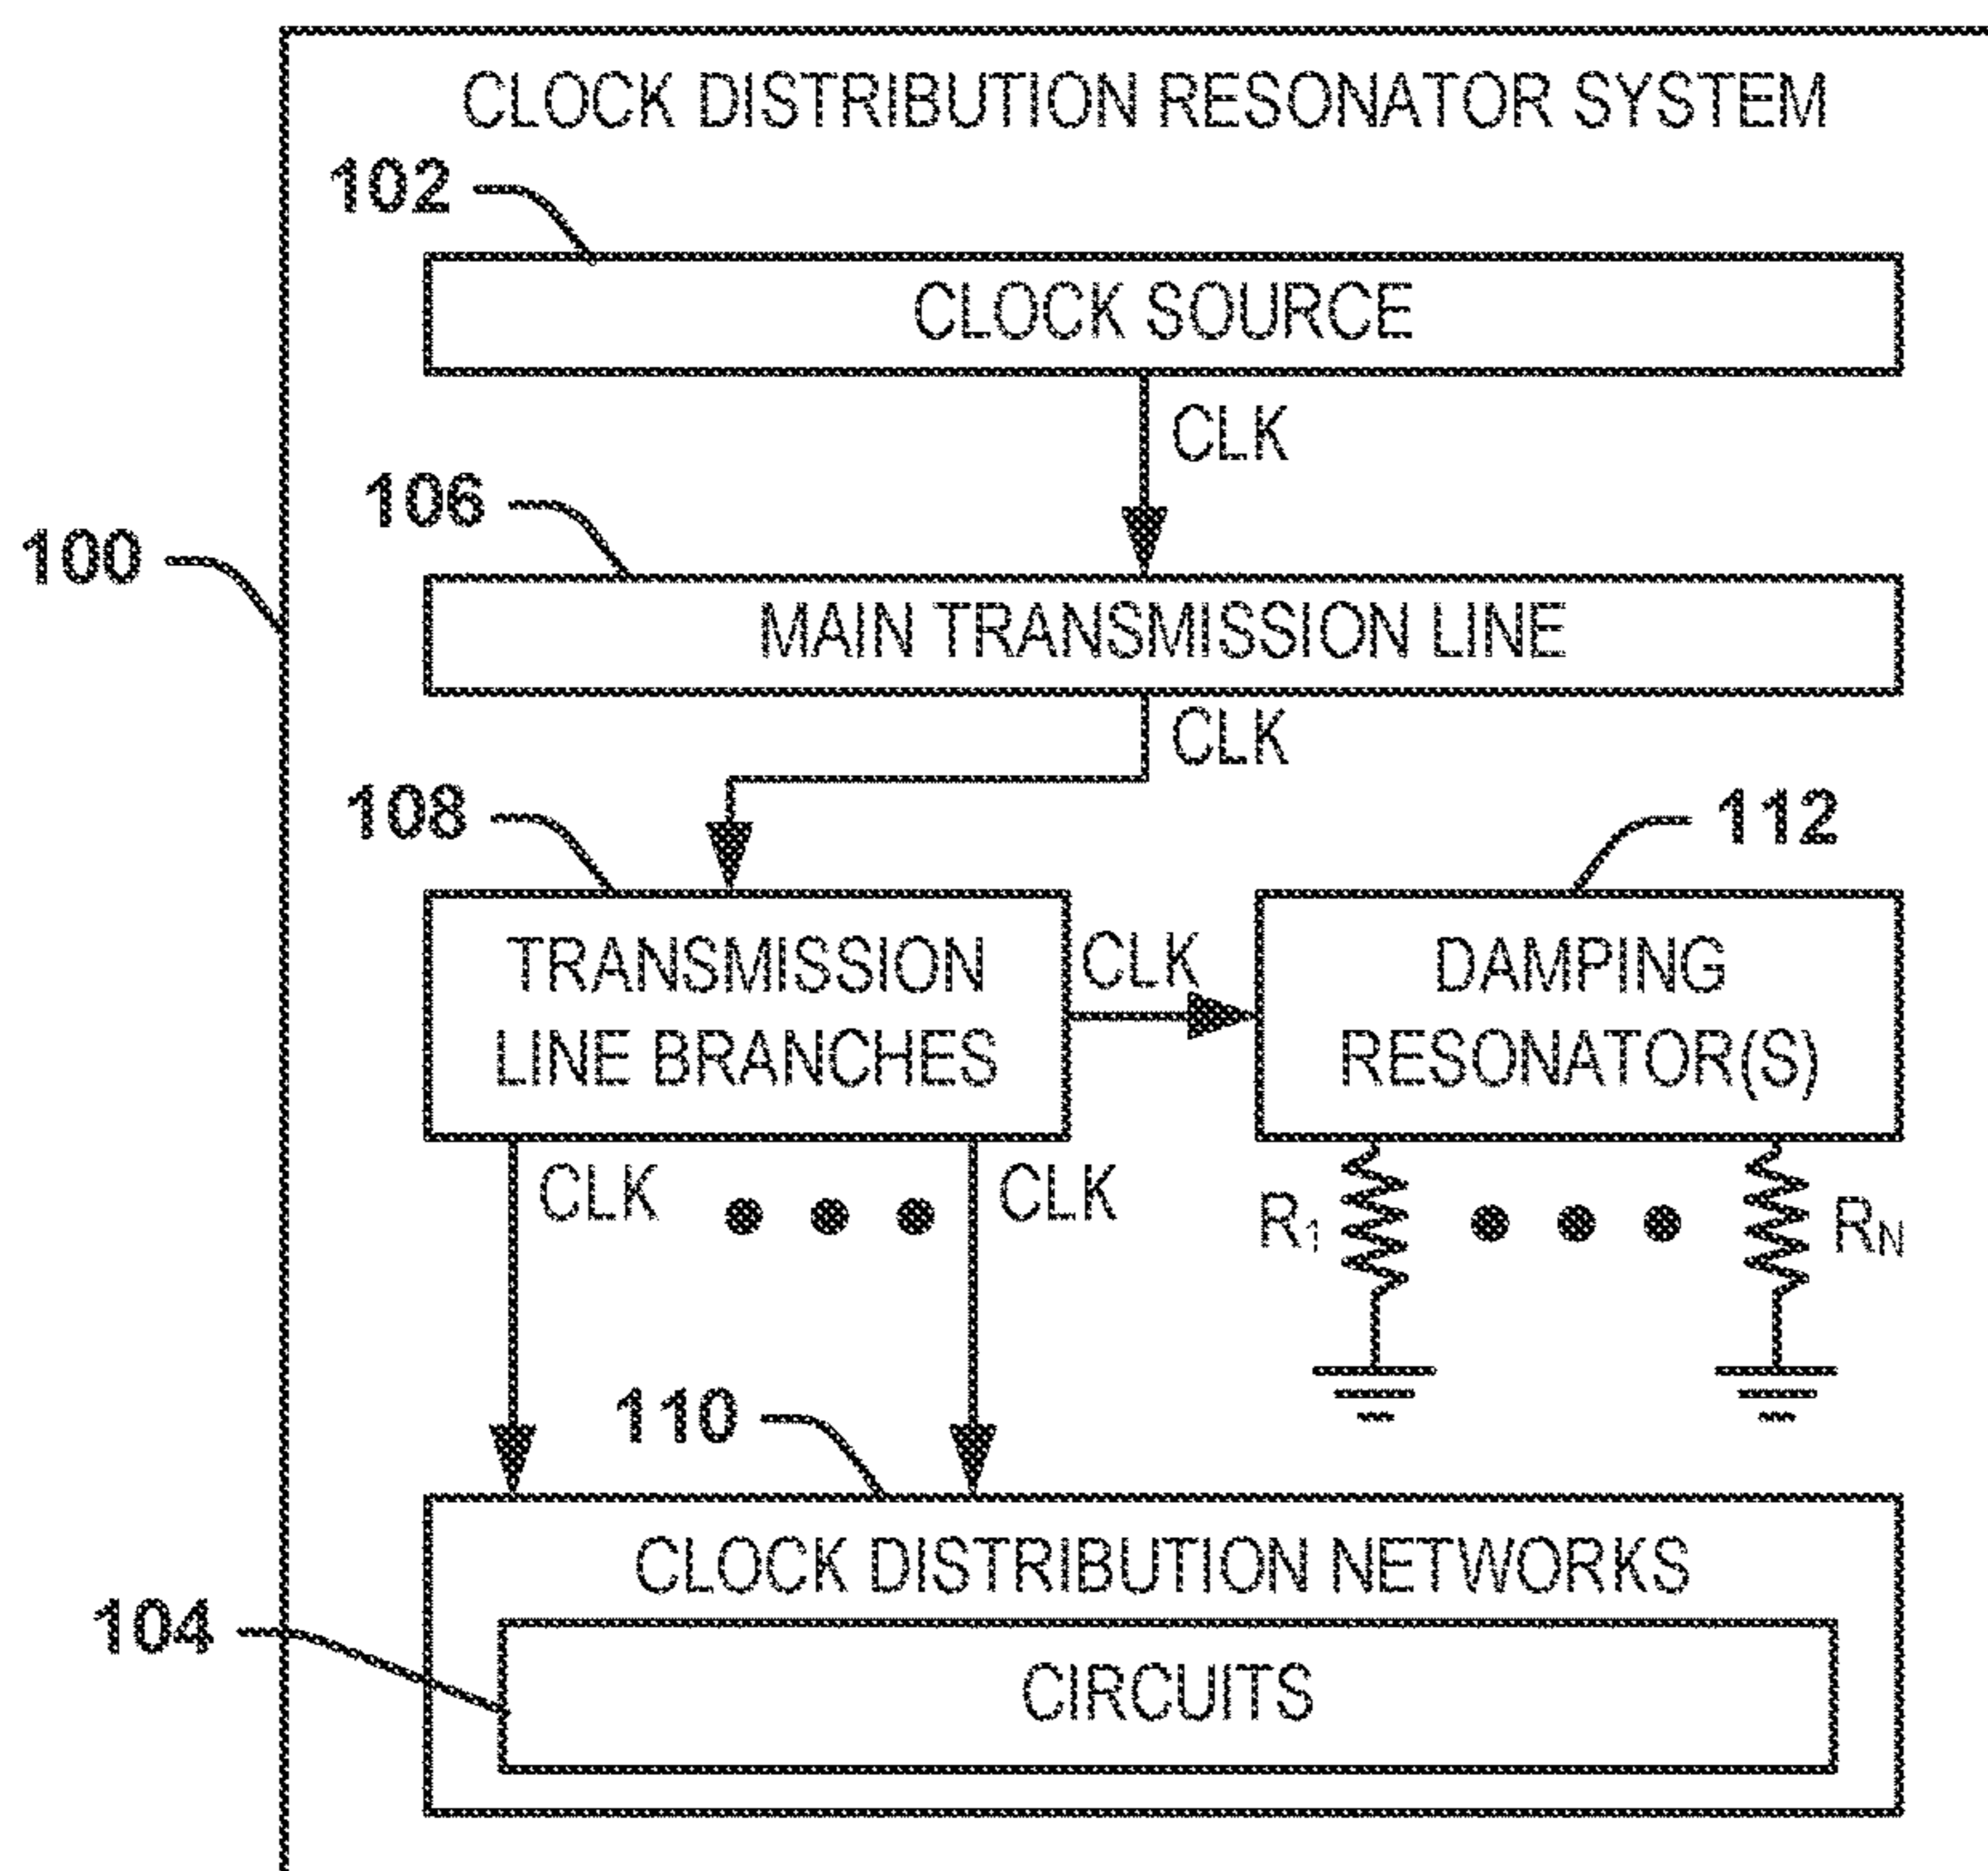 CLOCK DISTRIBUTION RESONATOR SYSTEM
102
CLOCK SOURCE
CLK
106
100
MAIN TRANSMISSION LINE
CLK
108
112
TRANSMISSION
LINE BRANCHES
CLK
DAMPING
RESONATOR(S)
CLK
CLK
R1
RN
110
CLOCK DISTRIBUTION NETWORKS
104
CIRCUITS